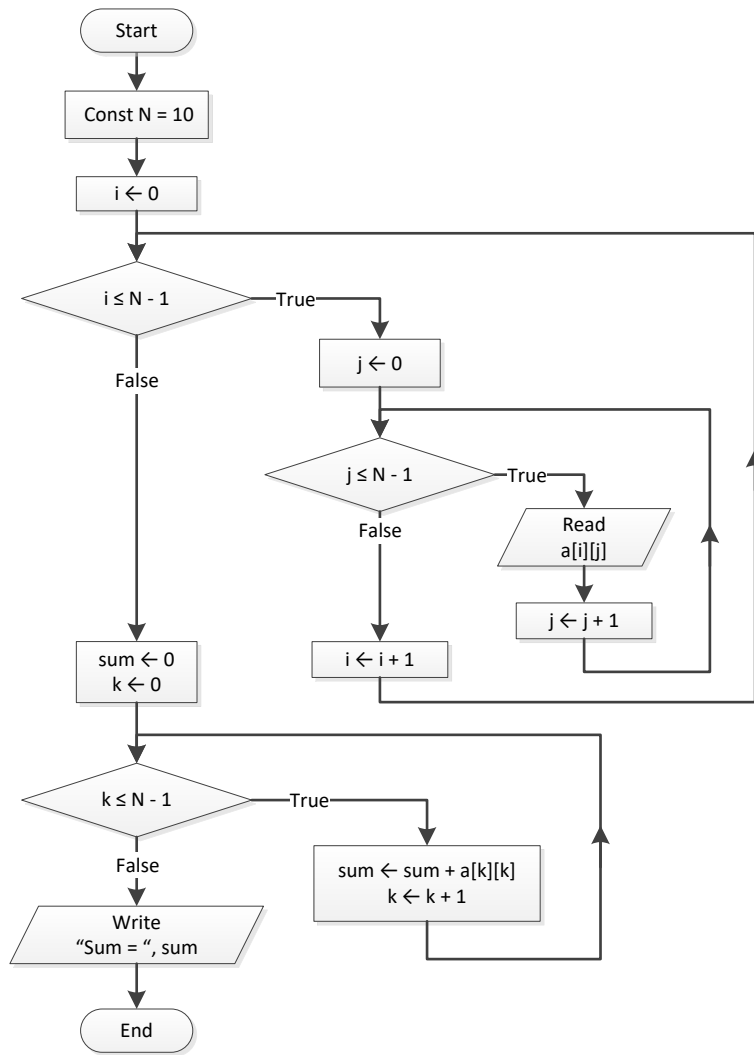 Start
Const N = 10
i ← 0
i ≤ N - 1
True
False
j ← 0
j ≤ N - 1
True
False
Read
a[i][j]
j ← j + 1
i ← i + 1
sum ← 0
k ← 0
k ≤ N - 1
True
False
sum ← sum + a[k][k]
k ← k + 1
Write
“Sum = “, sum
End